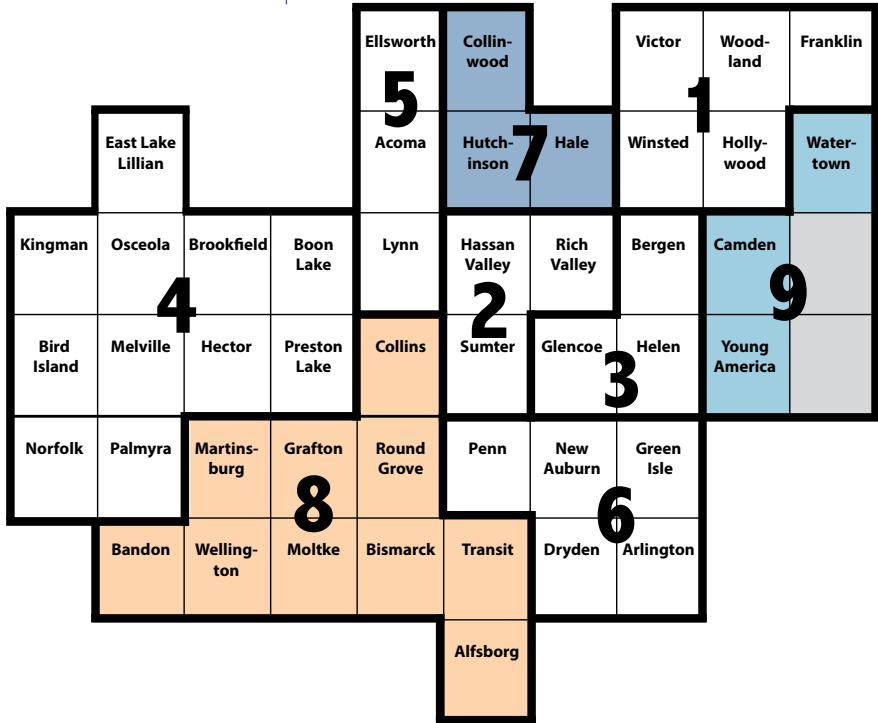 Ellsworth
Collin-
wood
Victor
Wood-
land
Franklin
5
1
East Lake
Lillian
Acoma
Hutch-
inson
7
Hale
Winsted
Holly-
wood
Water-
town
Kingman
Osceola
Brookfield
Boon
Lake
Lynn
Hassan
Valley
Rich
Valley
Bergen
Camden
4
2
9
Bird
Island
Melville
Hector
Preston
Lake
Collins
Sumter
Glencoe
Helen
Young
America
3
Norfolk
Palmyra
Martins-
burg
Grafton
Round
Grove
Penn
New
Auburn
Green
Isle
8
6
Bandon
Welling-
ton
Moltke
Bismarck
Transit
Dryden
Arlington
Alfsborg